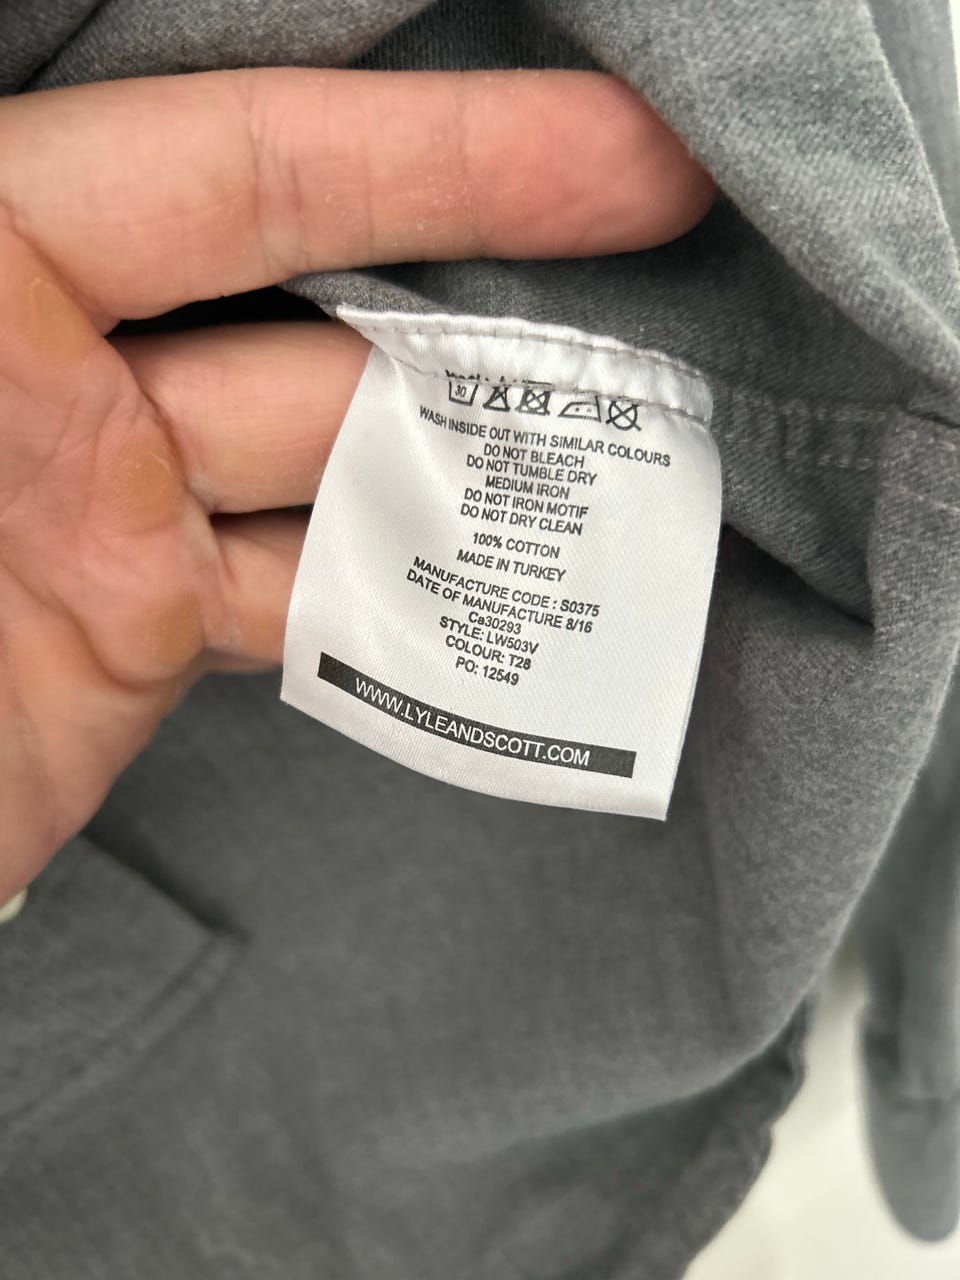 30
WASH INSIDE OUT WITH SIMILAR COLOURS
DO NOT BLEACH
DO NOT TUMBLE DRY
MEDIUM IRON
DO NOT IRON MOTIF
DO NOT DRY CLEAN
100% COTTON
MADE IN TURKEY
MANUFACTURE CODE : S0375
DATE OF MANUFACTURE 8/16
Ca30293
STYLE: LW503V
COLOUR: T28
PO: 12549
WWW.LYLEANDSCOTT.COM